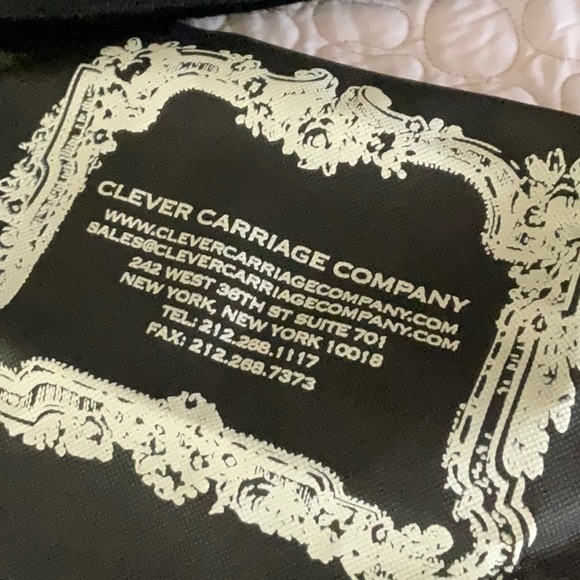 CLEVER CARRIAGE COMPANY
WWW.CLEVERCARRIAGECOMPANY.COM
SALES@CLEVERCARRIAGECOMPANY.COM
242 WEST 36TH ST SUITE 701
NEW YORK, NEW YORK 10018
TEL: 212.268.1117
FAX: 212.268.7373